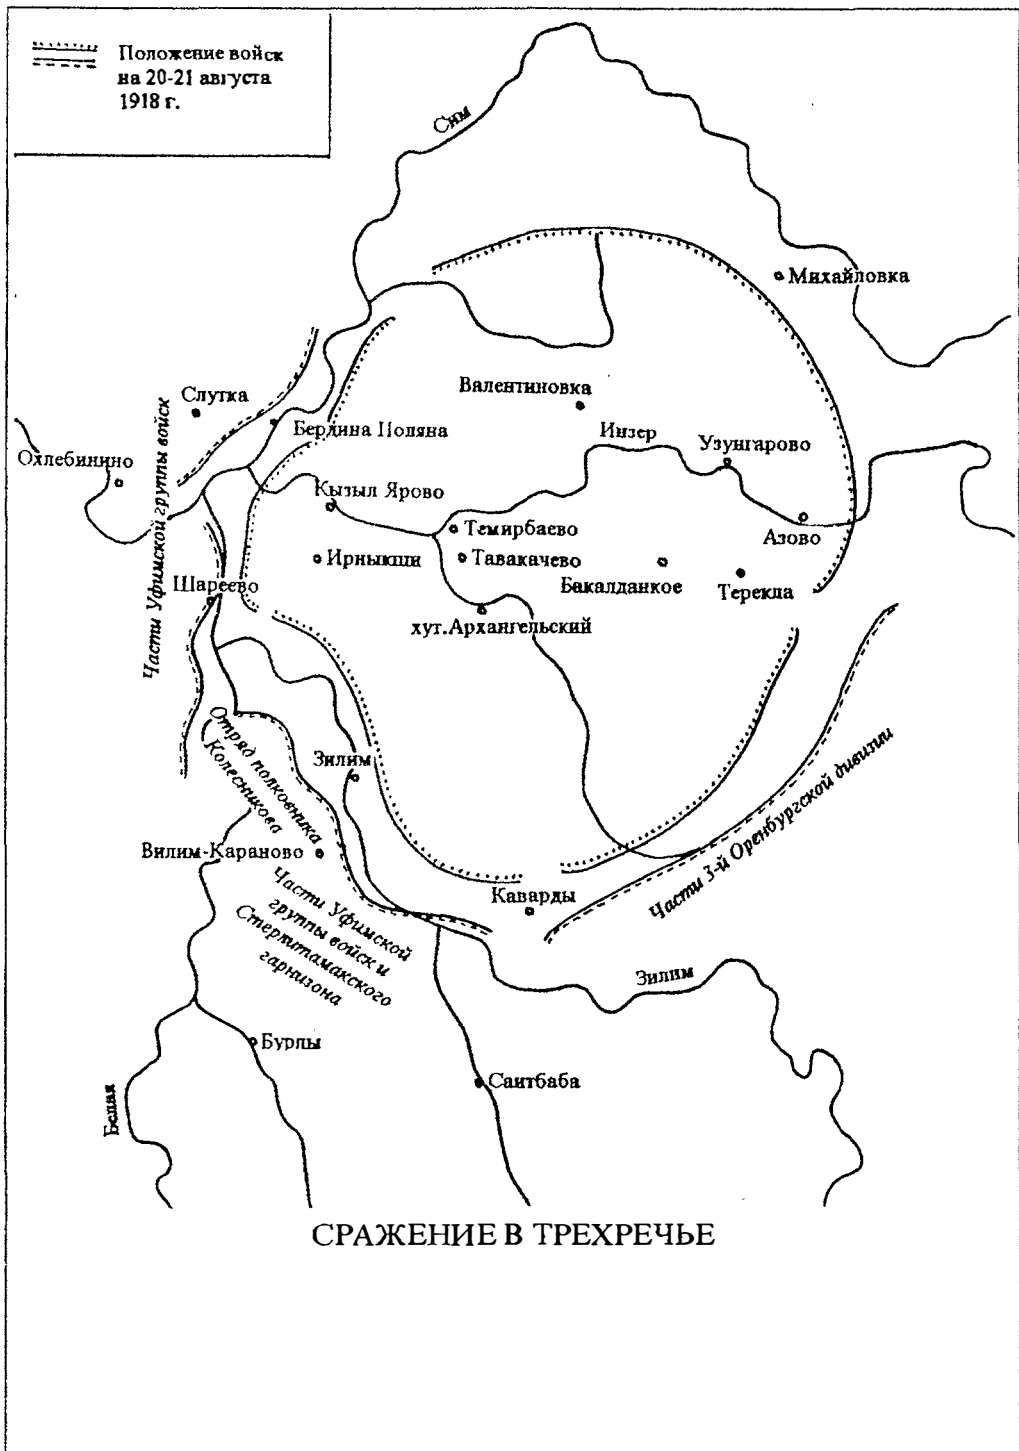 Положение войск
на 20-21 августа
1918 г.
Сим
Михайловка
Слутка
Валентиновка
Бердина Поляна
Инзер
Узунгарово
Охлебинино
Кызыл Ярово
Темирбаево
Азово
Ирныкши
Тавакачево
Бакалданкое
Терекла
Шареево
хут.Архангельский
Части Уфимской группы войск
Отряд полковника
Колесникова
Зилим
Вилим-Караново
Части 3-й Оренбургской дивизии
Каварды
Части Уфимской
группы войск и
Стерлитамакского
гарнизона
Зилим
Бурлы
Саитбаба
Белая
СРАЖЕНИЕ В ТРЕХРЕЧЬЕ